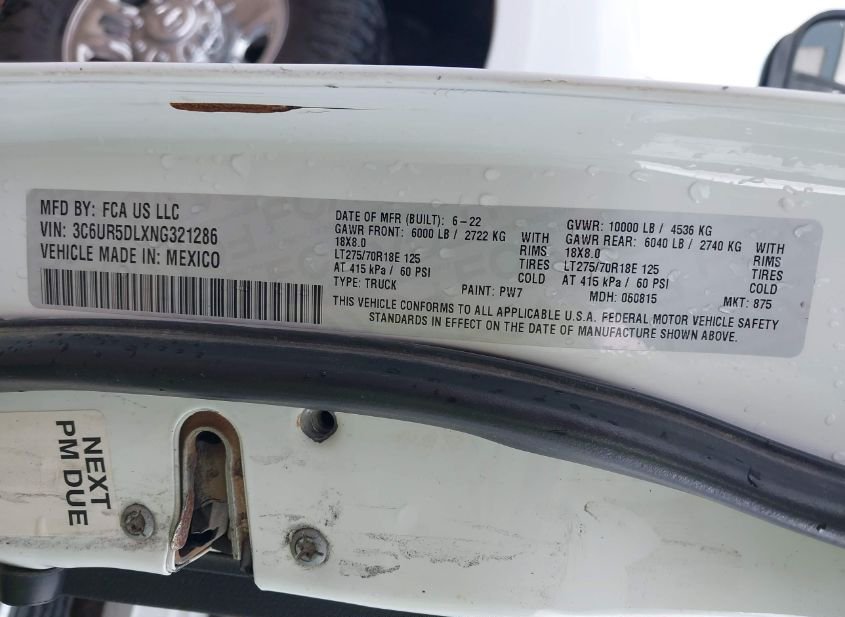 MFD BY: FCA US LLC
VIN: 3C6UR5DLXNG321286
VEHICLE MADE IN: MEXICO
DATE OF MFR (BUILT): 6-22
GAWR FRONT: 6000 LB / 2722 KG WITH
18X8.0 RIMS
LT275/70R18E 125 TIRES
AT 415 kPa / 60 PSI COLD
TYPE: TRUCK PAINT: PW7
GVWR: 10000 LB / 4536 KG
GAWR REAR: 6040 LB / 2740 KG WITH
18X8.0 RIMS
LT275/70R18E 125 TIRES
AT 415 kPa / 60 PSI COLD
MDH: 060815 MKT: 875
THIS VEHICLE CONFORMS TO ALL APPLICABLE U.S.A. FEDERAL MOTOR VEHICLE SAFETY
STANDARDS IN EFFECT ON THE DATE OF MANUFACTURE SHOWN ABOVE.
NEXT
PM DUE